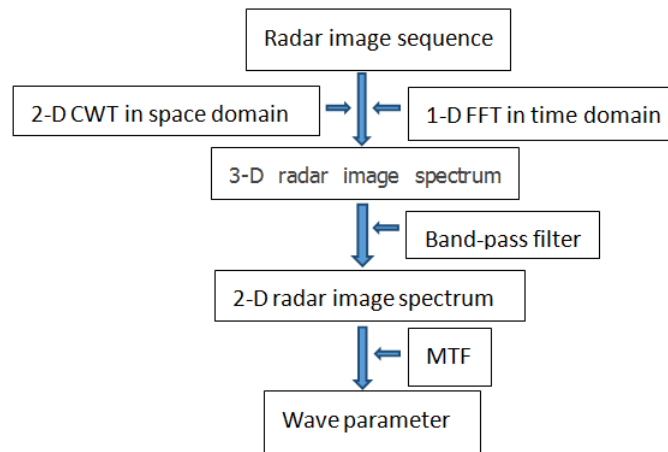 Radar image sequence
2-D CWT in space domain
1-D FFT in time domain
3-D radar image spectrum
Band-pass filter
2-D radar image spectrum
MTF
Wave parameter